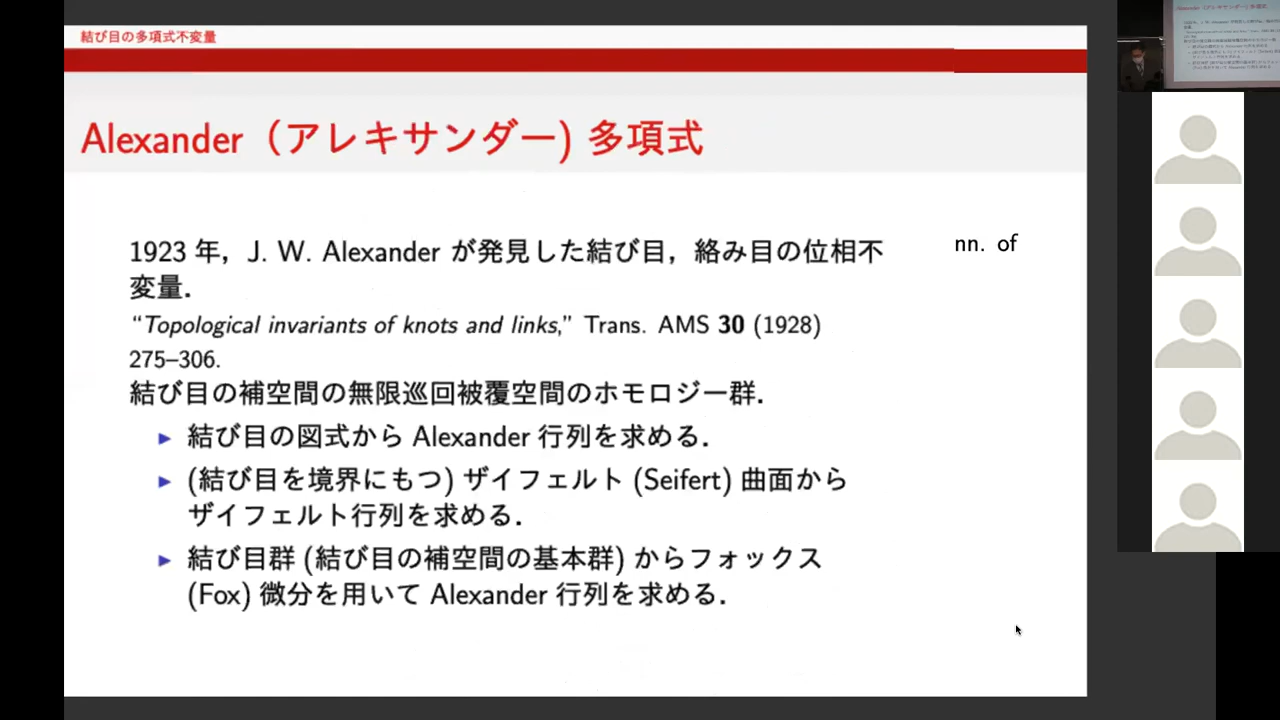 結び目の多項式不変量
Alexander（アレキサンダー) 多項式
1923 年，J. W. Alexander が発見した結び目，絡み目の位相不
変量．
“Topological invariants of knots and links,” Trans. AMS 30 (1928)
275–306.
結び目の補空間の無限巡回被覆空間のホモロジー群．
▶ 結び目の図式から Alexander 行列を求める．
▶ (結び目を境界にもつ) ザイフェルト (Seifert) 曲面から
ザイフェルト行列を求める．
▶ 結び目群 (結び目の補空間の基本群) からフォックス
(Fox) 微分を用いて Alexander 行列を求める．
nn. of